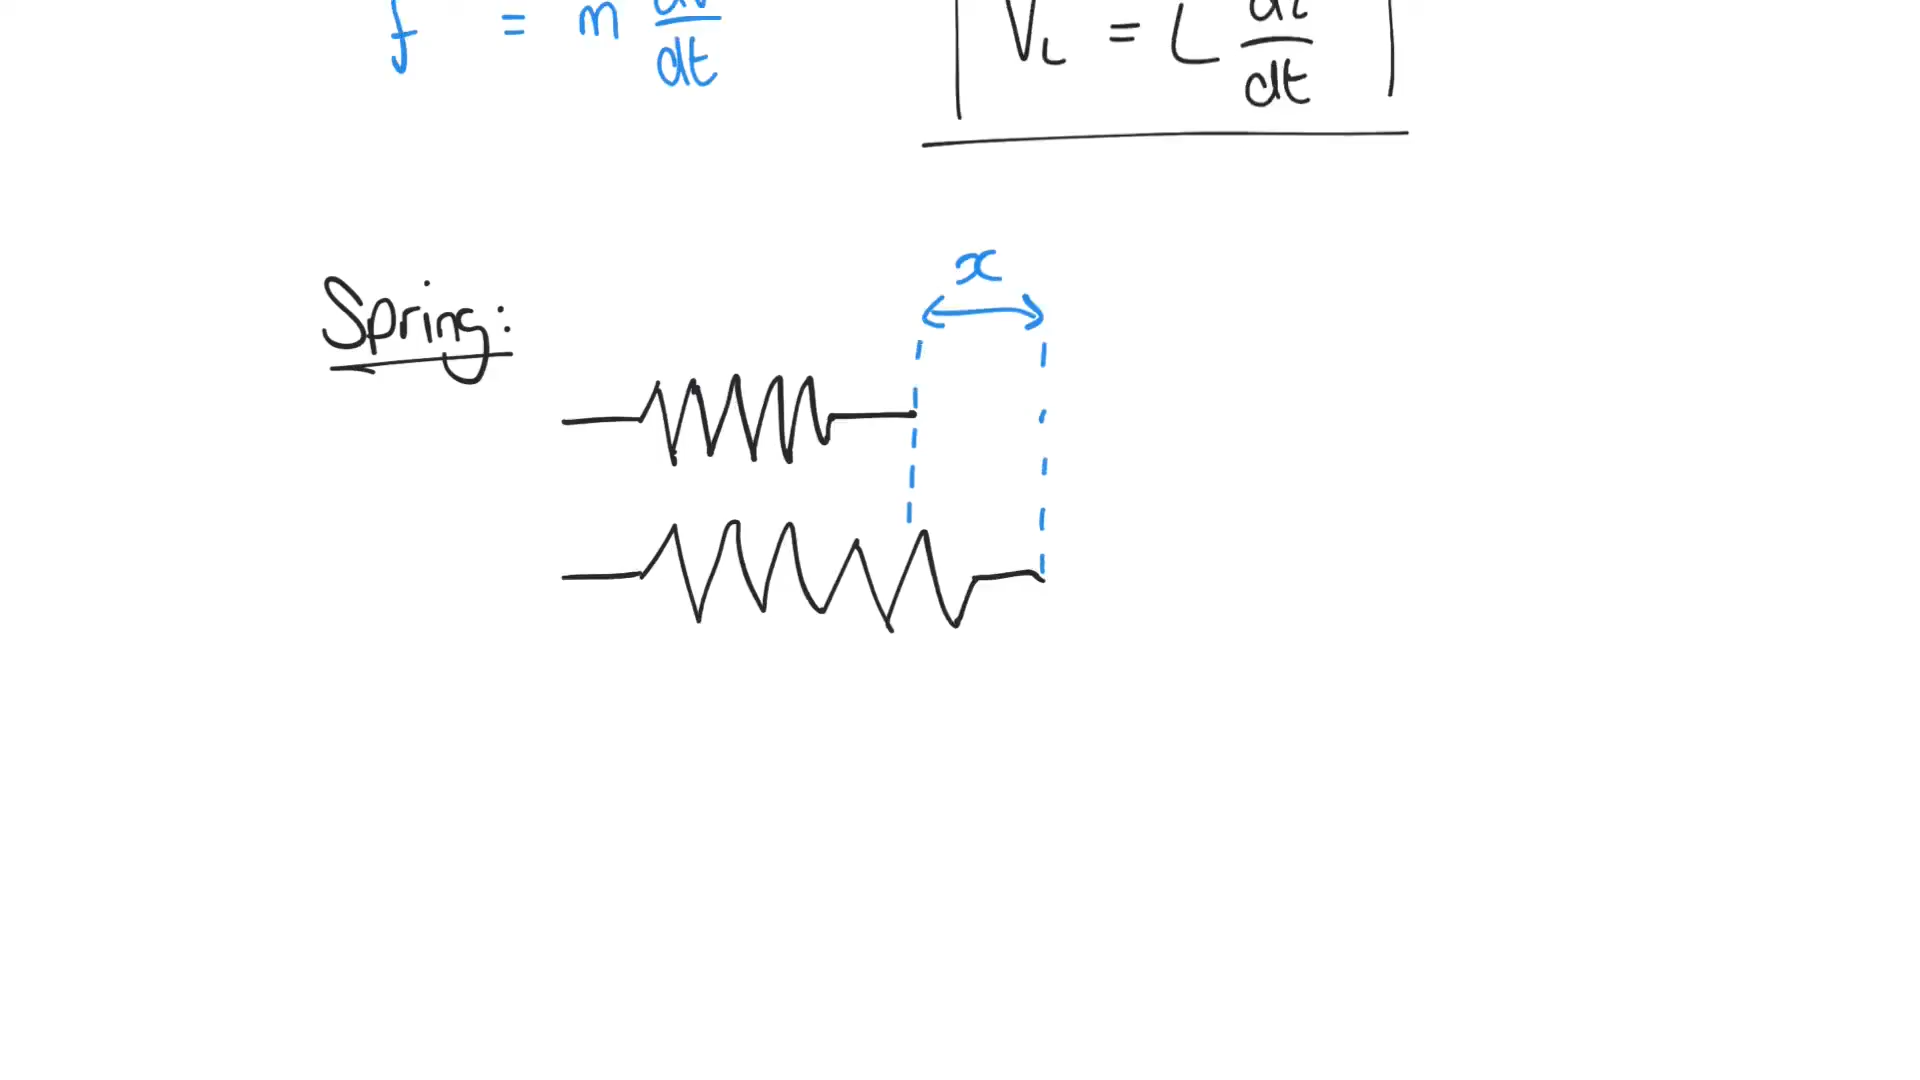 f = m dv/dt
V_L = L di/dt
x
Spring: